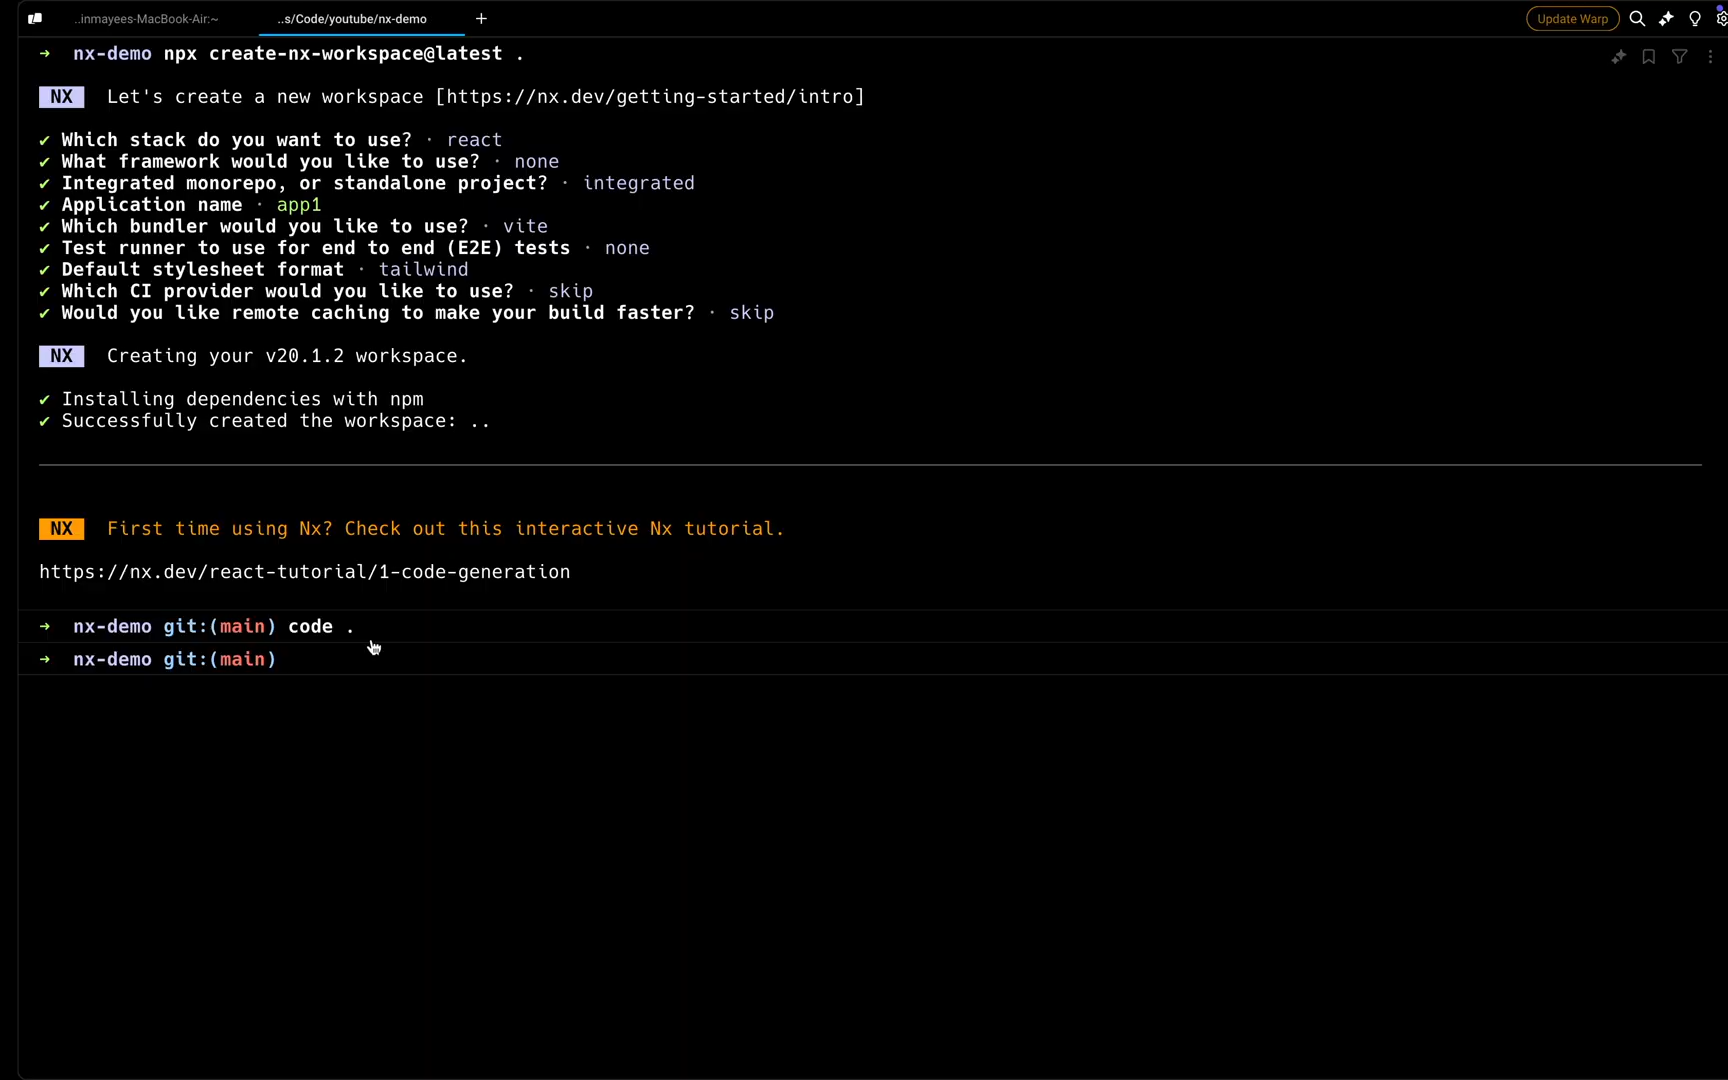 ..inmayees-MacBook-Air:~ ..s/Code/youtube/nx-demo + Update Warp
→ nx-demo npx create-nx-workspace@latest .
NX Let's create a new workspace [https://nx.dev/getting-started/intro]
✔ Which stack do you want to use? · react
✔ What framework would you like to use? · none
✔ Integrated monorepo, or standalone project? · integrated
✔ Application name · app1
✔ Which bundler would you like to use? · vite
✔ Test runner to use for end to end (E2E) tests · none
✔ Default stylesheet format · tailwind
✔ Which CI provider would you like to use? · skip
✔ Would you like remote caching to make your build faster? · skip
NX Creating your v20.1.2 workspace.
✔ Installing dependencies with npm
✔ Successfully created the workspace: ..
NX First time using Nx? Check out this interactive Nx tutorial.
https://nx.dev/react-tutorial/1-code-generation
→ nx-demo git:(main) code .
→ nx-demo git:(main)